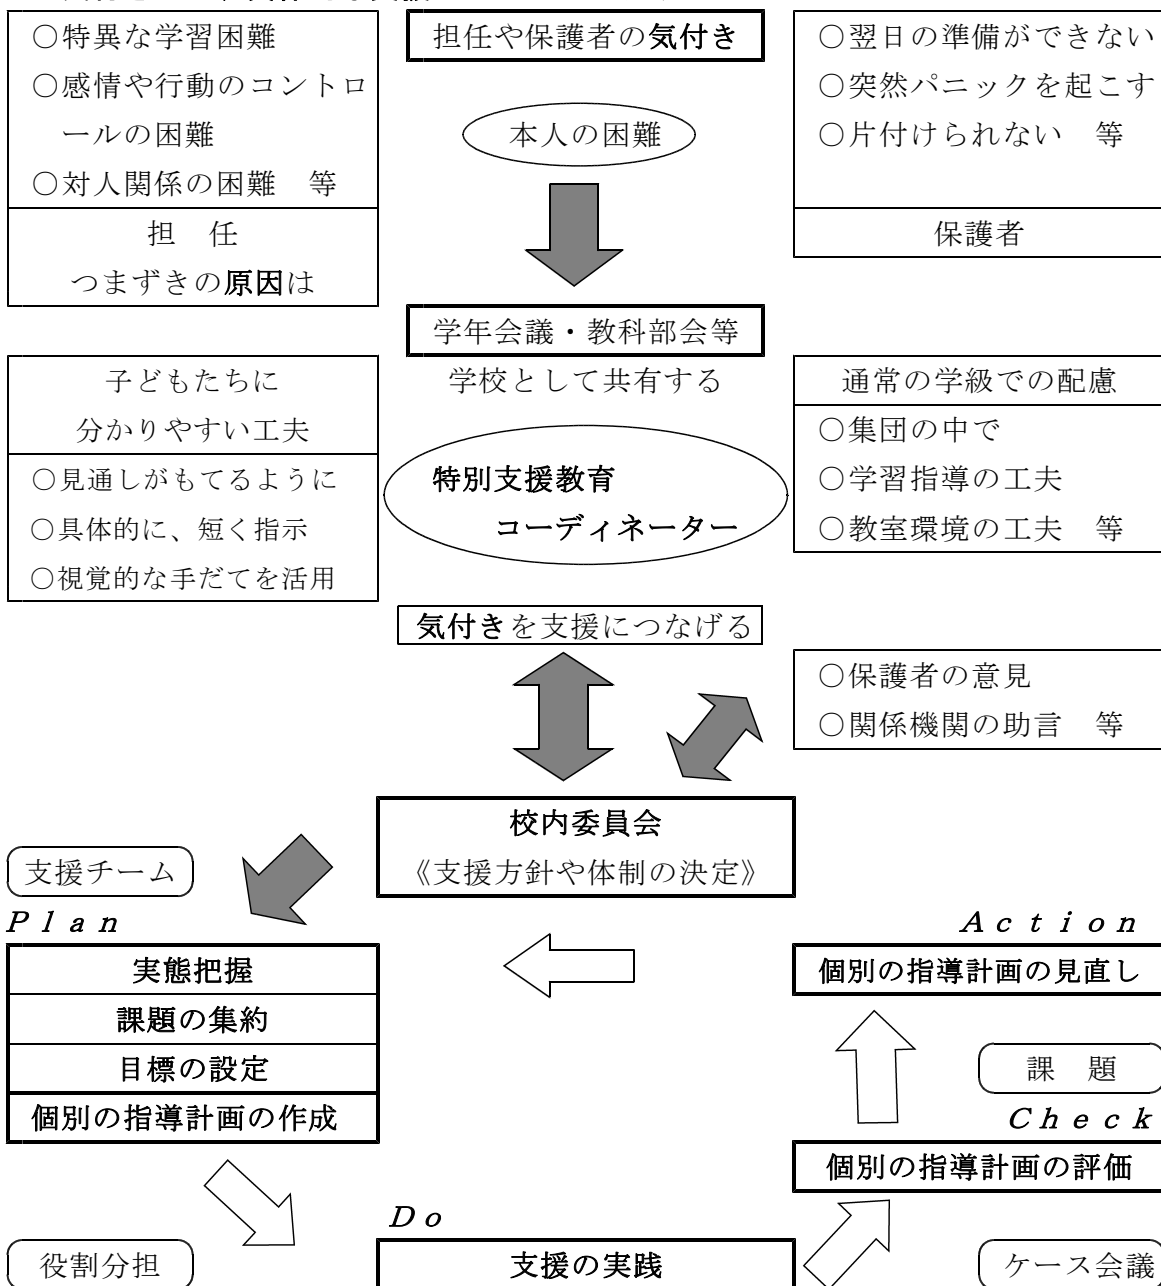 ○特異な学習困難
○感情や行動のコントロ
ールの困難
○対人関係の困難　等
担　任
つまずきの原因は
担任や保護者の気付き
本人の困難
○翌日の準備ができない
○突然パニックを起こす
○片付けられない　等
保護者
学年会議・教科部会等
学校として共有する
子どもたちに
分かりやすい工夫
○見通しがもてるように
○具体的に、短く指示
○視覚的な手だてを活用
特別支援教育
コーディネーター
通常の学級での配慮
○集団の中で
○学習指導の工夫
○教室環境の工夫　等
気付きを支援につなげる
○保護者の意見
○関係機関の助言　等
校内委員会
《支援方針や体制の決定》
支援チーム
Ｐｌａｎ
実態把握
課題の集約
目標の設定
個別の指導計画の作成
Ａｃｔｉｏｎ
個別の指導計画の見直し
課　題
Ｃｈｅｃｋ
個別の指導計画の評価
Ｄｏ
役割分担
支援の実践
ケース会議